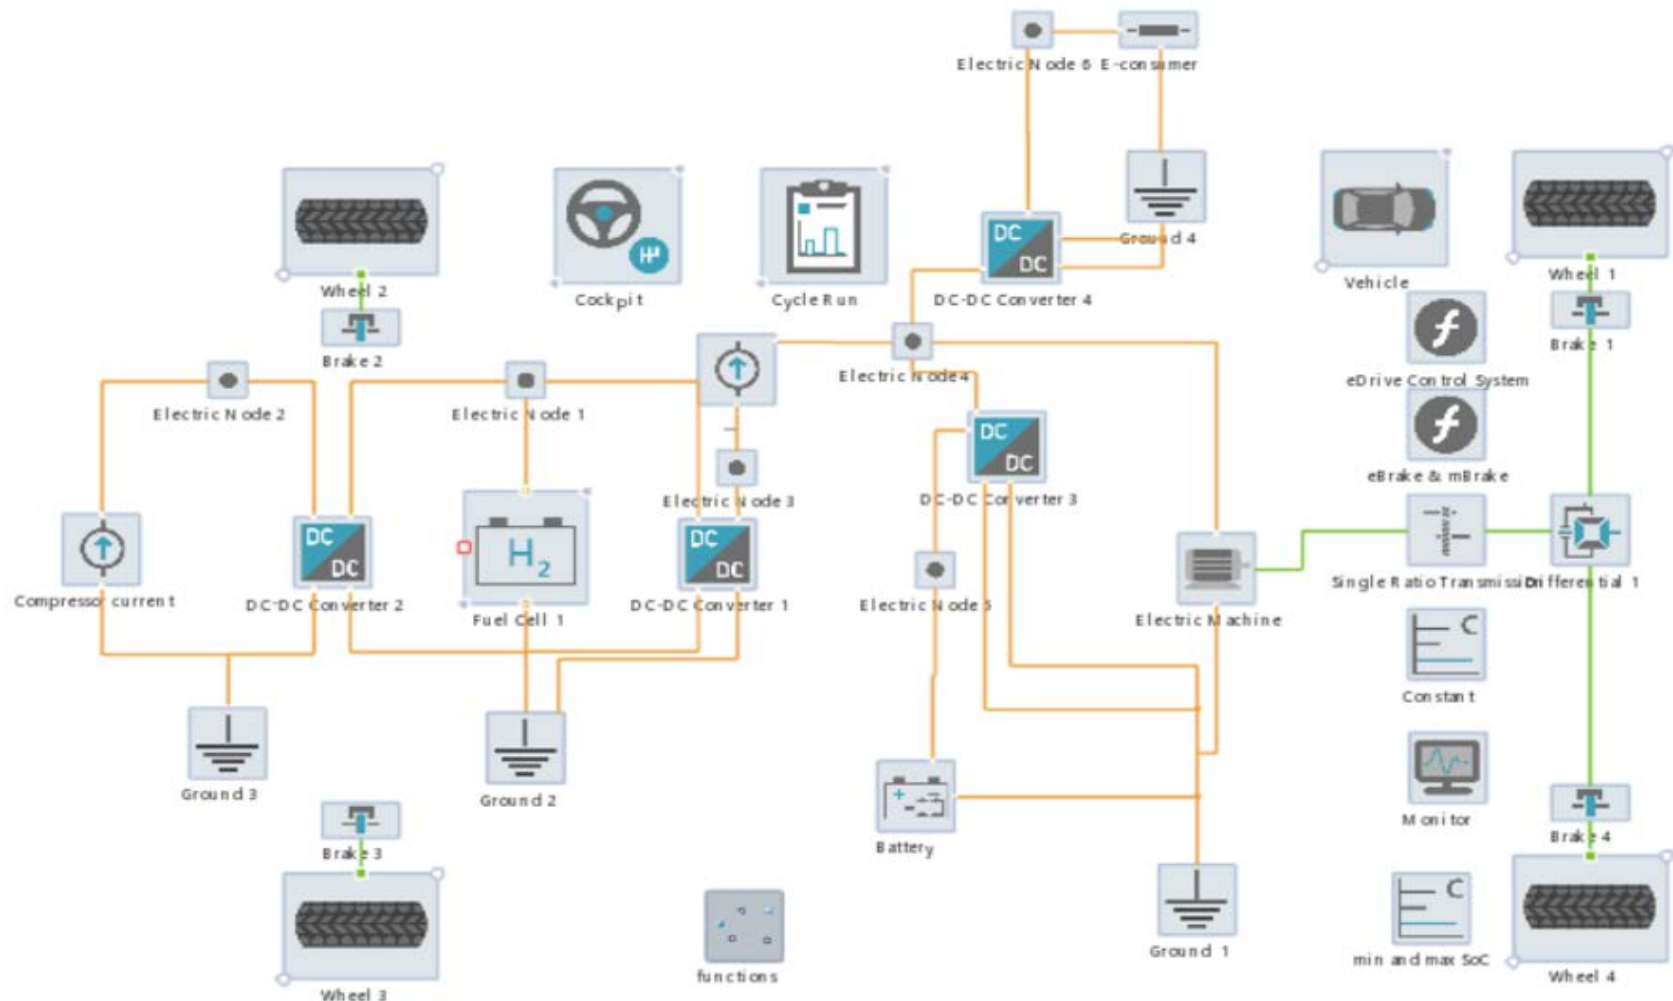 Electric Node 6
E-consumer
Ground 4
DC
DC
DC-DC Converter 4
Wheel 2
Cockpit
Cycle Run
Vehicle
Wheel 1
Brake 2
Brake 1
eDrive Control System
eBrake & mBrake
Electric Node 2
Electric Node 1
Electric Node 4
Electric Node 3
DC
DC
DC-DC Converter 3
Compressor current
DC
DC
DC-DC Converter 2
H2
Fuel Cell 1
DC
DC
DC-DC Converter 1
Electric Node 5
Electric Machine
Single Ratio Transmission
Differential 1
C
Constant
Ground 3
Ground 2
Monitor
Brake 3
Battery
Brake 4
C
min and max SoC
Wheel 3
functions
Ground 1
Wheel 4